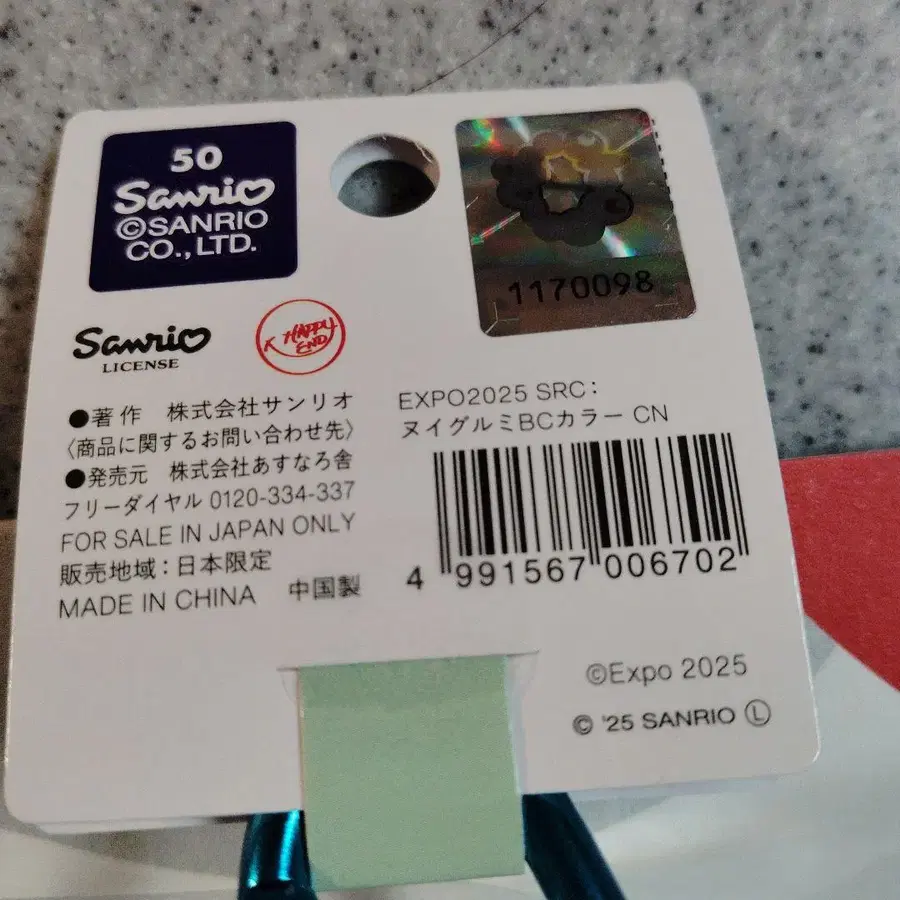 50
Sanrio
©SANRIO
CO.,LTD.
1170098
Sanrio
LICENSE
HAPPY
END
●著作 株式会社サンリオ
〈商品に関するお問い合わせ先〉
●発売元 株式会社あすなろ舎
フリーダイヤル 0120-334-337
FOR SALE IN JAPAN ONLY
販売地域：日本限定
MADE IN CHINA 中国製
EXPO2025 SRC：
ヌイグルミBCカラー CN
4 991567 006702
©Expo 2025
© '25 SANRIO Ⓛ